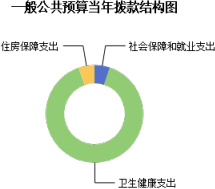 一般公共预算当年拨款结构图
住房保障支出
社会保障和就业支出
卫生健康支出